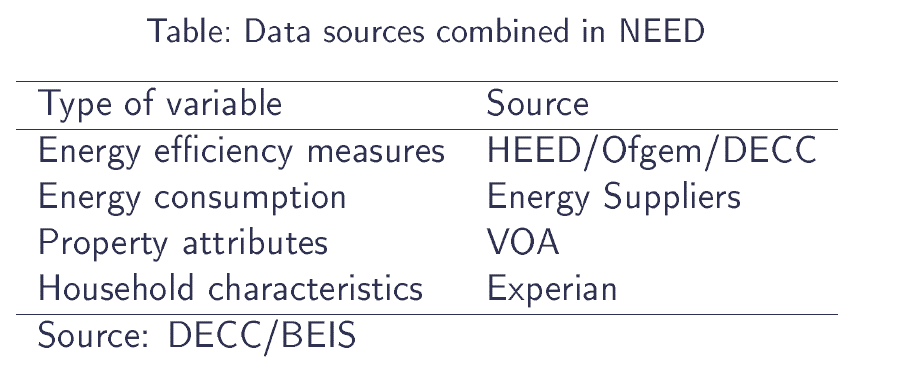 Table: Data sources combined in NEED
Type of variable Source
Energy efficiency measures HEED/Ofgem/DECC
Energy consumption Energy Suppliers
Property attributes VOA
Household characteristics Experian
Source: DECC/BEIS